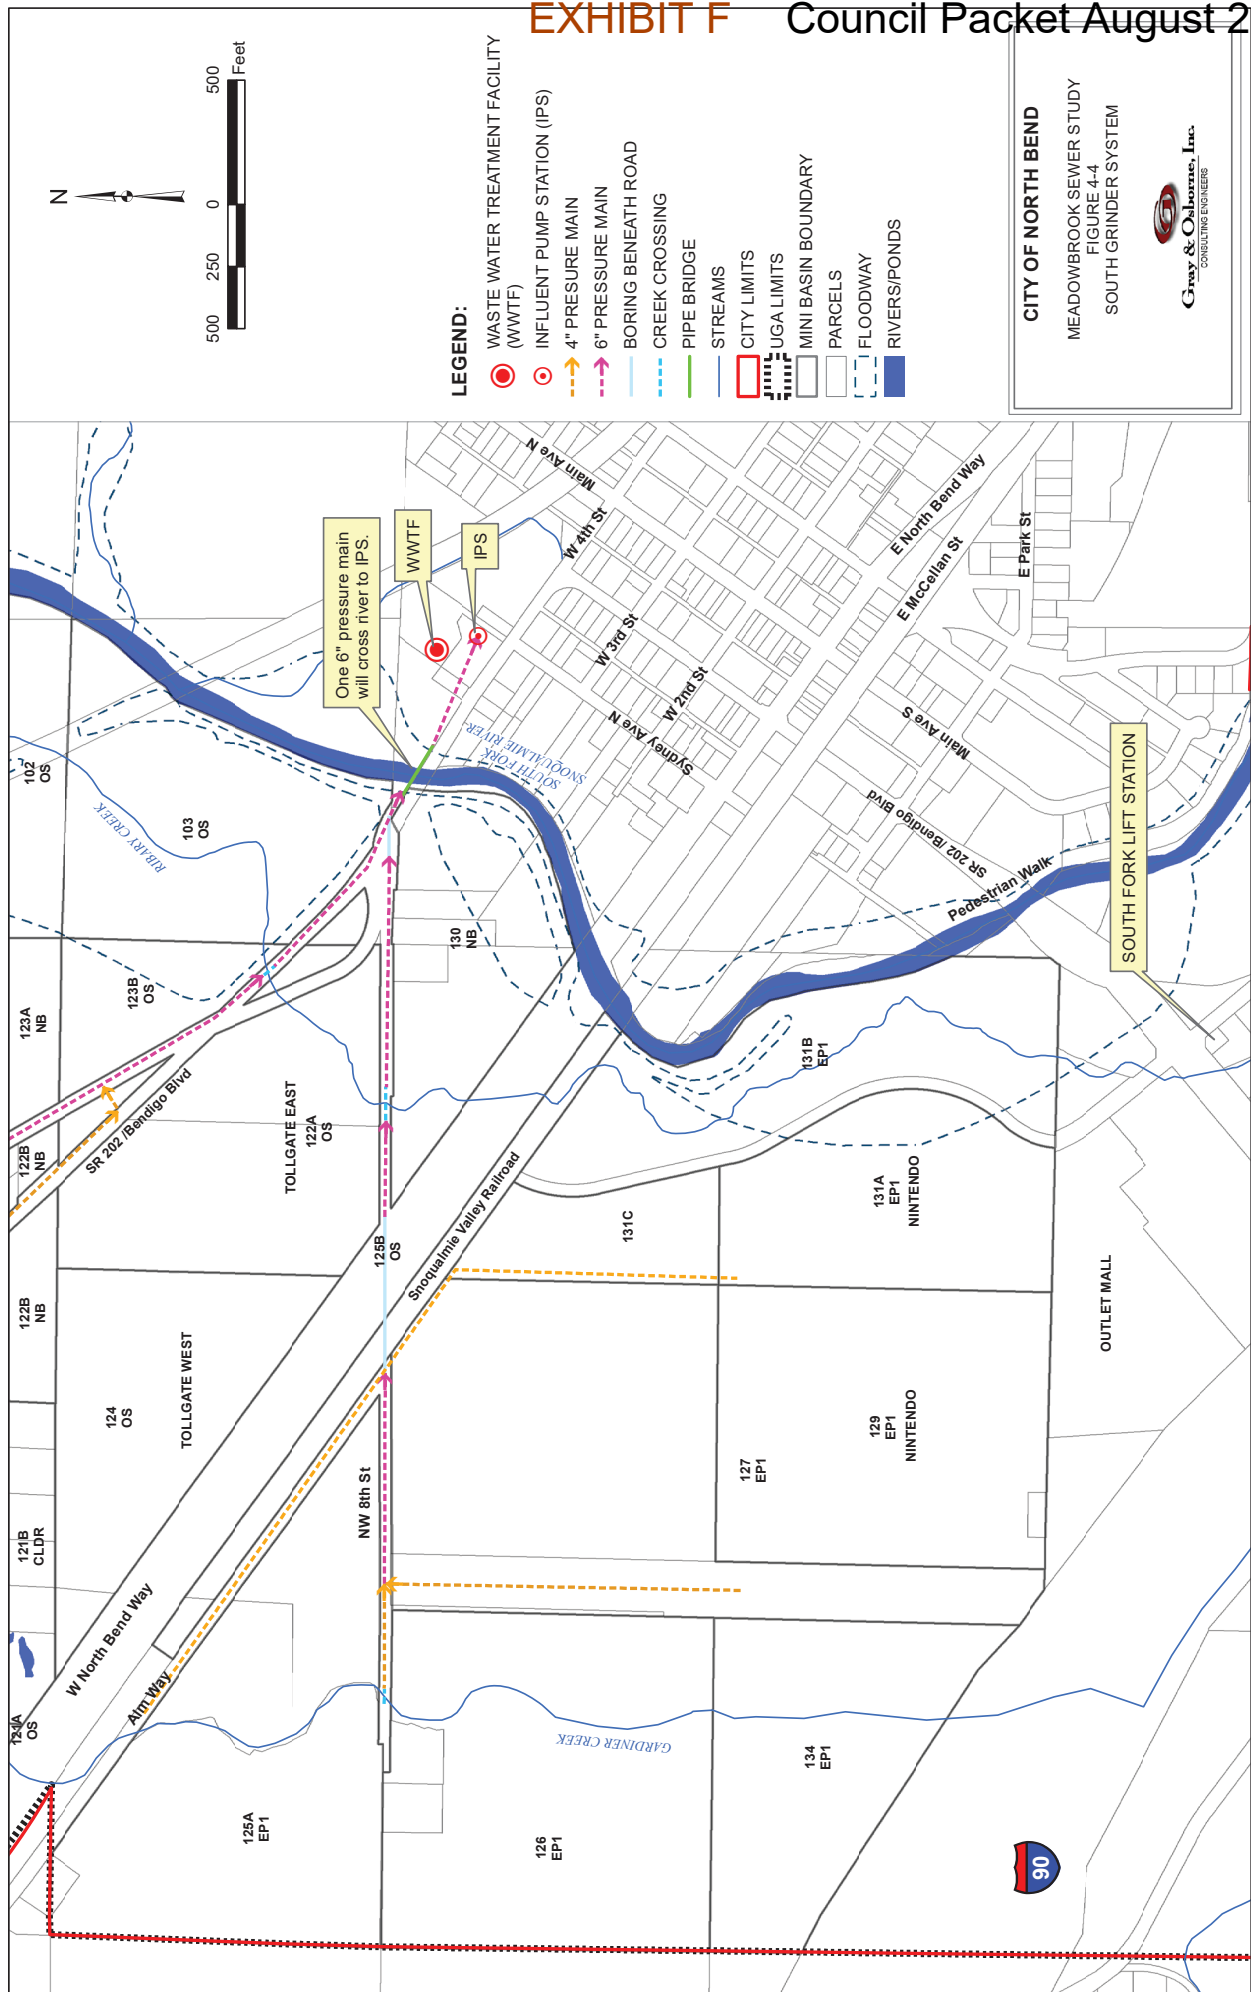 EXHIBIT F
Council Packet August 2
N
500
250
0
500
Feet
LEGEND:
WASTE WATER TREATMENT FACILITY
(WWTF)
INFLUENT PUMP STATION (IPS)
4" PRESURE MAIN
6" PRESSURE MAIN
BORING BENEATH ROAD
CREEK CROSSING
PIPE BRIDGE
STREAMS
CITY LIMITS
UGA LIMITS
MINI BASIN BOUNDARY
PARCELS
FLOODWAY
RIVERS/PONDS
CITY OF NORTH BEND
MEADOWBROOK SEWER STUDY
FIGURE 4-4
SOUTH GRINDER SYSTEM
G
Gray & Osborne, Inc.
CONSULTING ENGINEERS
One 6" pressure main
will cross river to IPS.
WWTF
IPS
SOUTH FORK LIFT STATION
Main Ave N
W 4th St
W 3rd St
W 2nd St
Sydney Ave N
E North Bend Way
E McCellan St
E Park St
Main Ave S
SR 202 /Bendigo Blvd
Pedestrian Walk
SOUTH FORK
SNOQUALMIE RIVER
RIBARY CREEK
102
OS
103
OS
123A
NB
123B
OS
130
NB
122B
NB
SR 202 /Bendigo Blvd
TOLLGATE EAST
122A
OS
131B
EP1
122B
NB
125B
OS
Snoqualmie Valley Railroad
131C
131A
EP1
NINTENDO
124
OS
TOLLGATE WEST
OUTLET MALL
129
EP1
NINTENDO
127
EP1
NW 8th St
121B
CLDR
W North Bend Way
Alm Way
121A
OS
GARDINER CREEK
125A
EP1
126
EP1
134
EP1
90